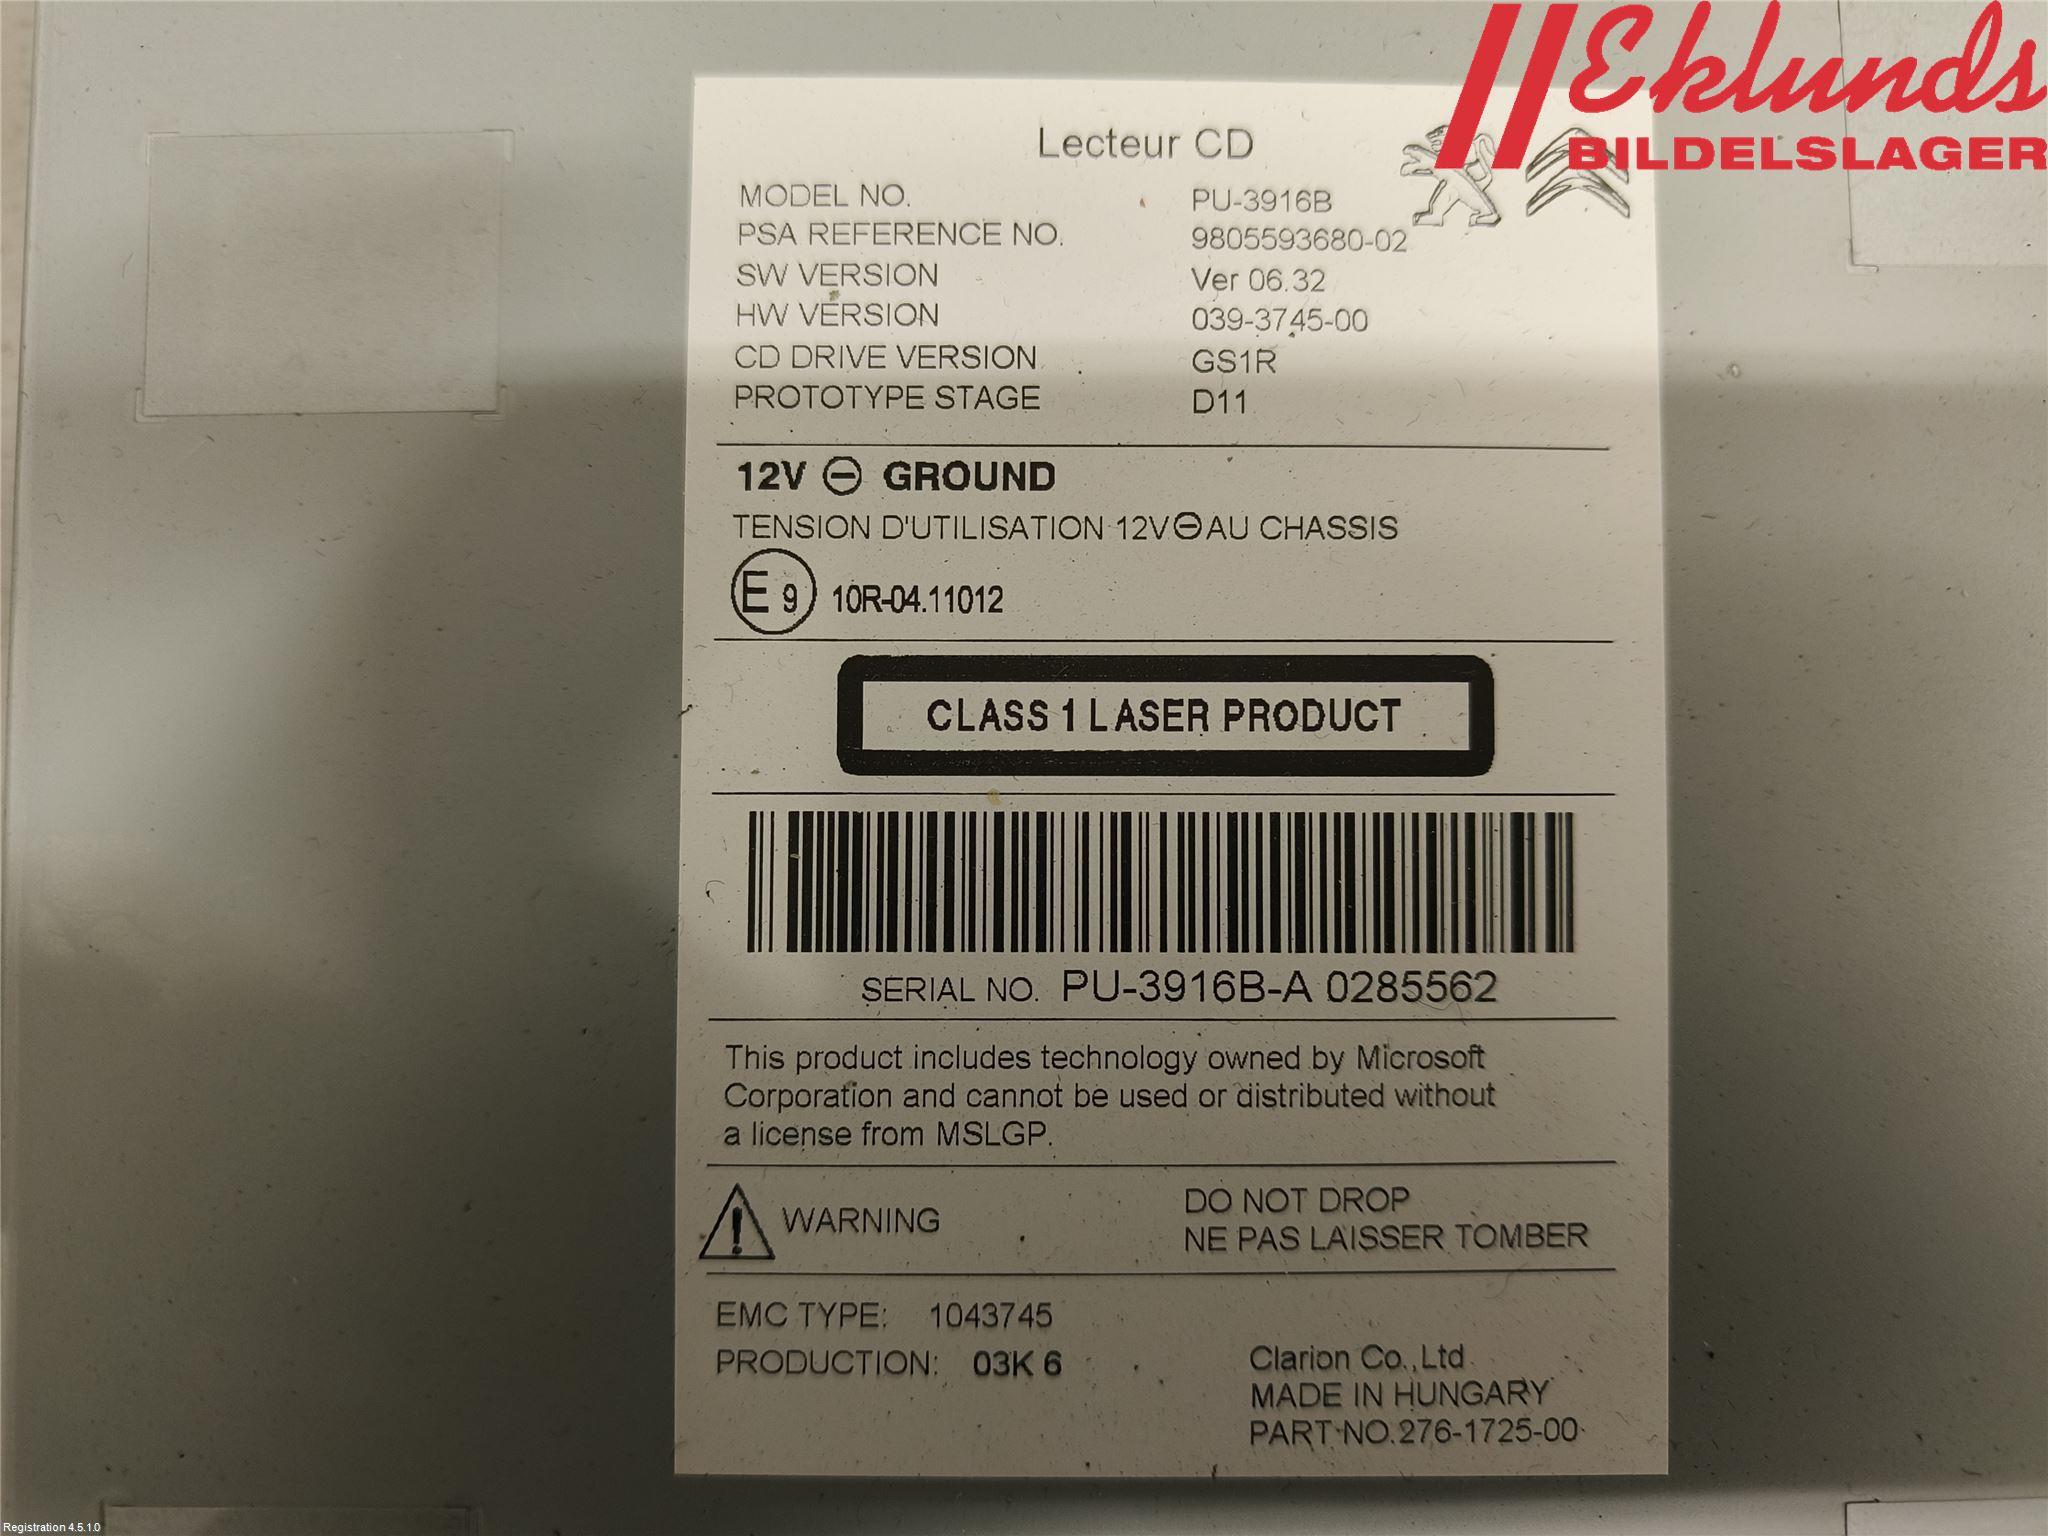 Eklunds
BILDELSLAGER
Lecteur CD
MODEL NO. PU-3916B
PSA REFERENCE NO. 9805593680-02
SW VERSION Ver 06.32
HW VERSION 039-3745-00
CD DRIVE VERSION GS1R
PROTOTYPE STAGE D11
12V ⊖ GROUND
TENSION D'UTILISATION 12V⊖AU CHASSIS
E 9 10R-04.11012
CLASS 1 LASER PRODUCT
SERIAL NO. PU-3916B-A 0285562
This product includes technology owned by Microsoft
Corporation and cannot be used or distributed without
a license from MSLGP.
WARNING DO NOT DROP
NE PAS LAISSER TOMBER
EMC TYPE: 1043745
PRODUCTION: 03K 6
Clarion Co.,Ltd
MADE IN HUNGARY
PART NO.276-1725-00
Registration 4.5.1.0